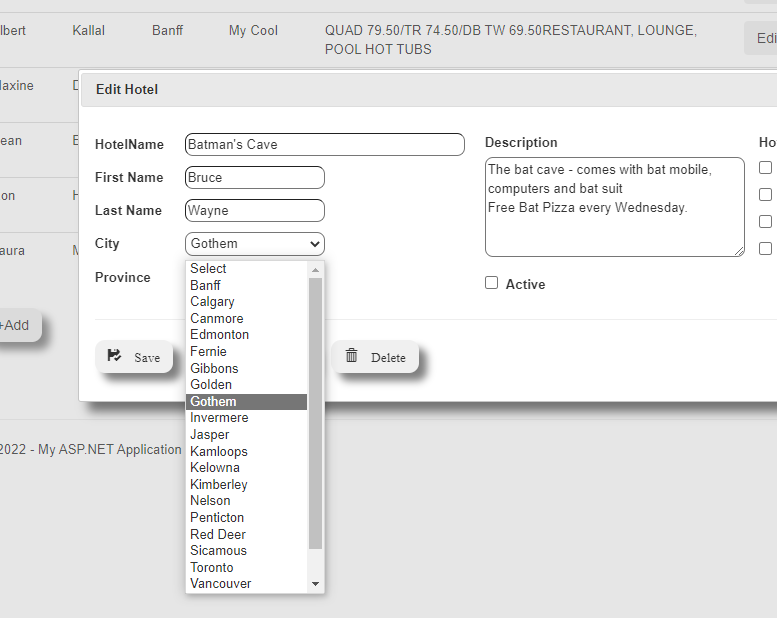 lbert Kallal Banff My Cool QUAD 79.50/TR 74.50/DB TW 69.50RESTAURANT, LOUNGE,
POOL HOT TUBS
Edi
axine D
Edit Hotel
ean E
HotelName Batman's Cave Description Ho
The bat cave - comes with bat mobile,
First Name Bruce
computers and bat suit
on H
Last Name Wayne Free Bat Pizza every Wednesday.
aura M
City Gothem
Select
Province Banff Active
Calgary
Canmore
+Add
Edmonton
Fernie
Save Delete
Gibbons
Golden
Gothem
Invermere
Jasper
2022 - My ASP.NET Application Kamloops
Kelowna
Kimberley
Nelson
Penticton
Red Deer
Sicamous
Toronto
Vancouver